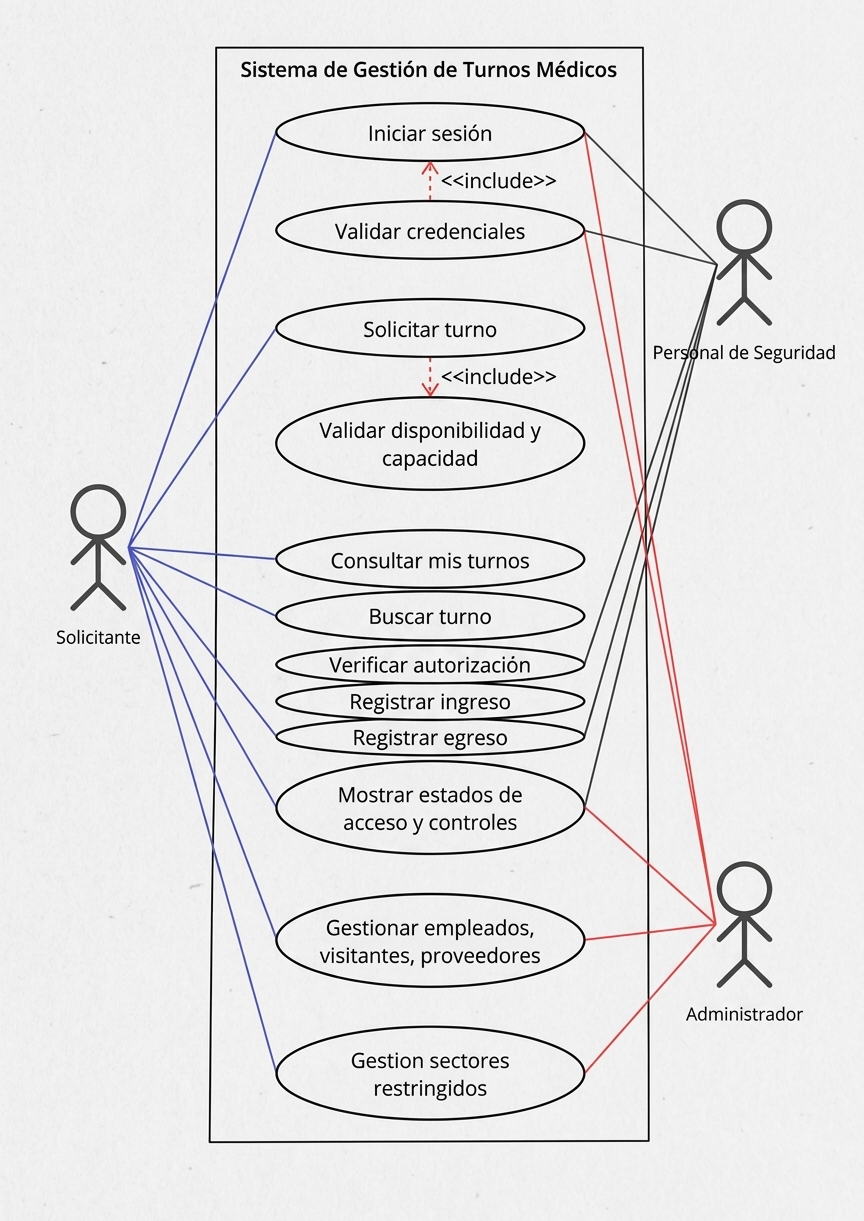 Sistema de Gestión de Turnos Médicos
Iniciar sesión
<<include>>
Validar credenciales
Solicitar turno
<<include>>
Personal de Seguridad
Validar disponibilidad y
capacidad
Consultar mis turnos
Buscar turno
Solicitante
Verificar autorización
Registrar ingreso
Registrar egreso
Mostrar estados de
acceso y controles
Gestionar empleados,
visitantes, proveedores
Administrador
Gestion sectores
restringidos